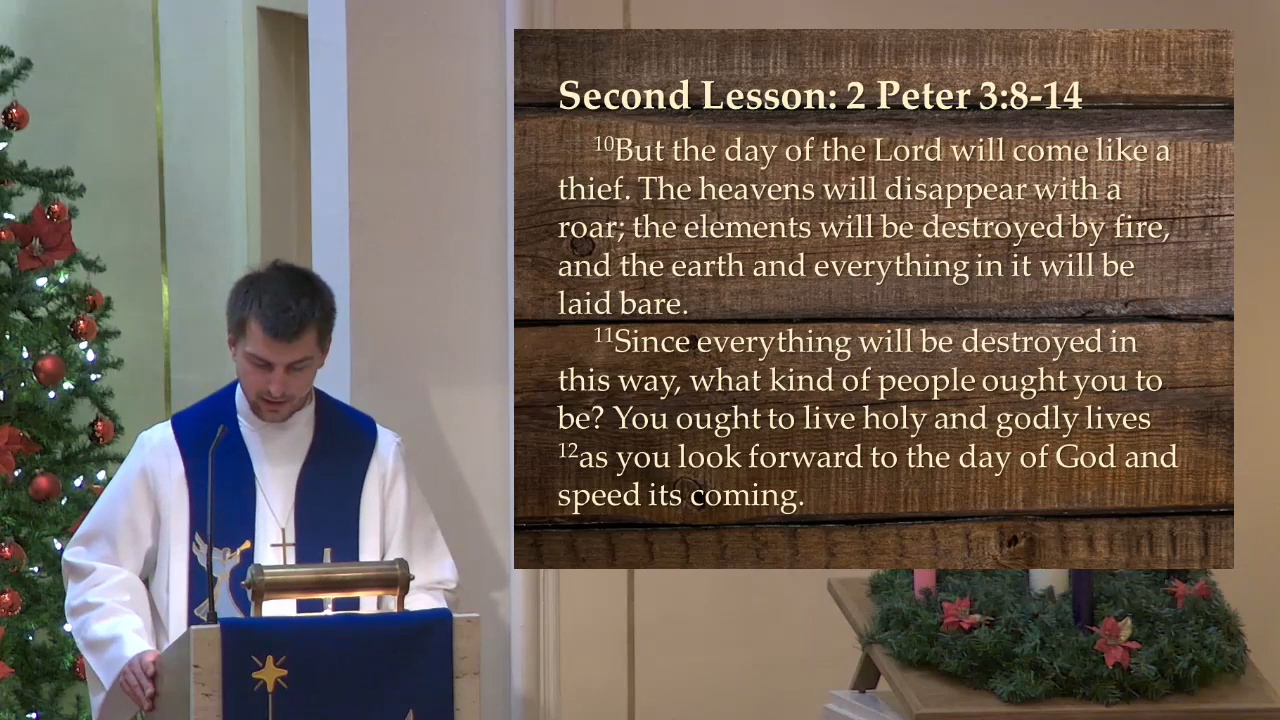 Second Lesson: 2 Peter 3:8-14
10But the day of the Lord will come like a
thief. The heavens will disappear with a
roar; the elements will be destroyed by fire,
and the earth and everything in it will be
laid bare.
11Since everything will be destroyed in
this way, what kind of people ought you to
be? You ought to live holy and godly lives
12as you look forward to the day of God and
speed its coming.